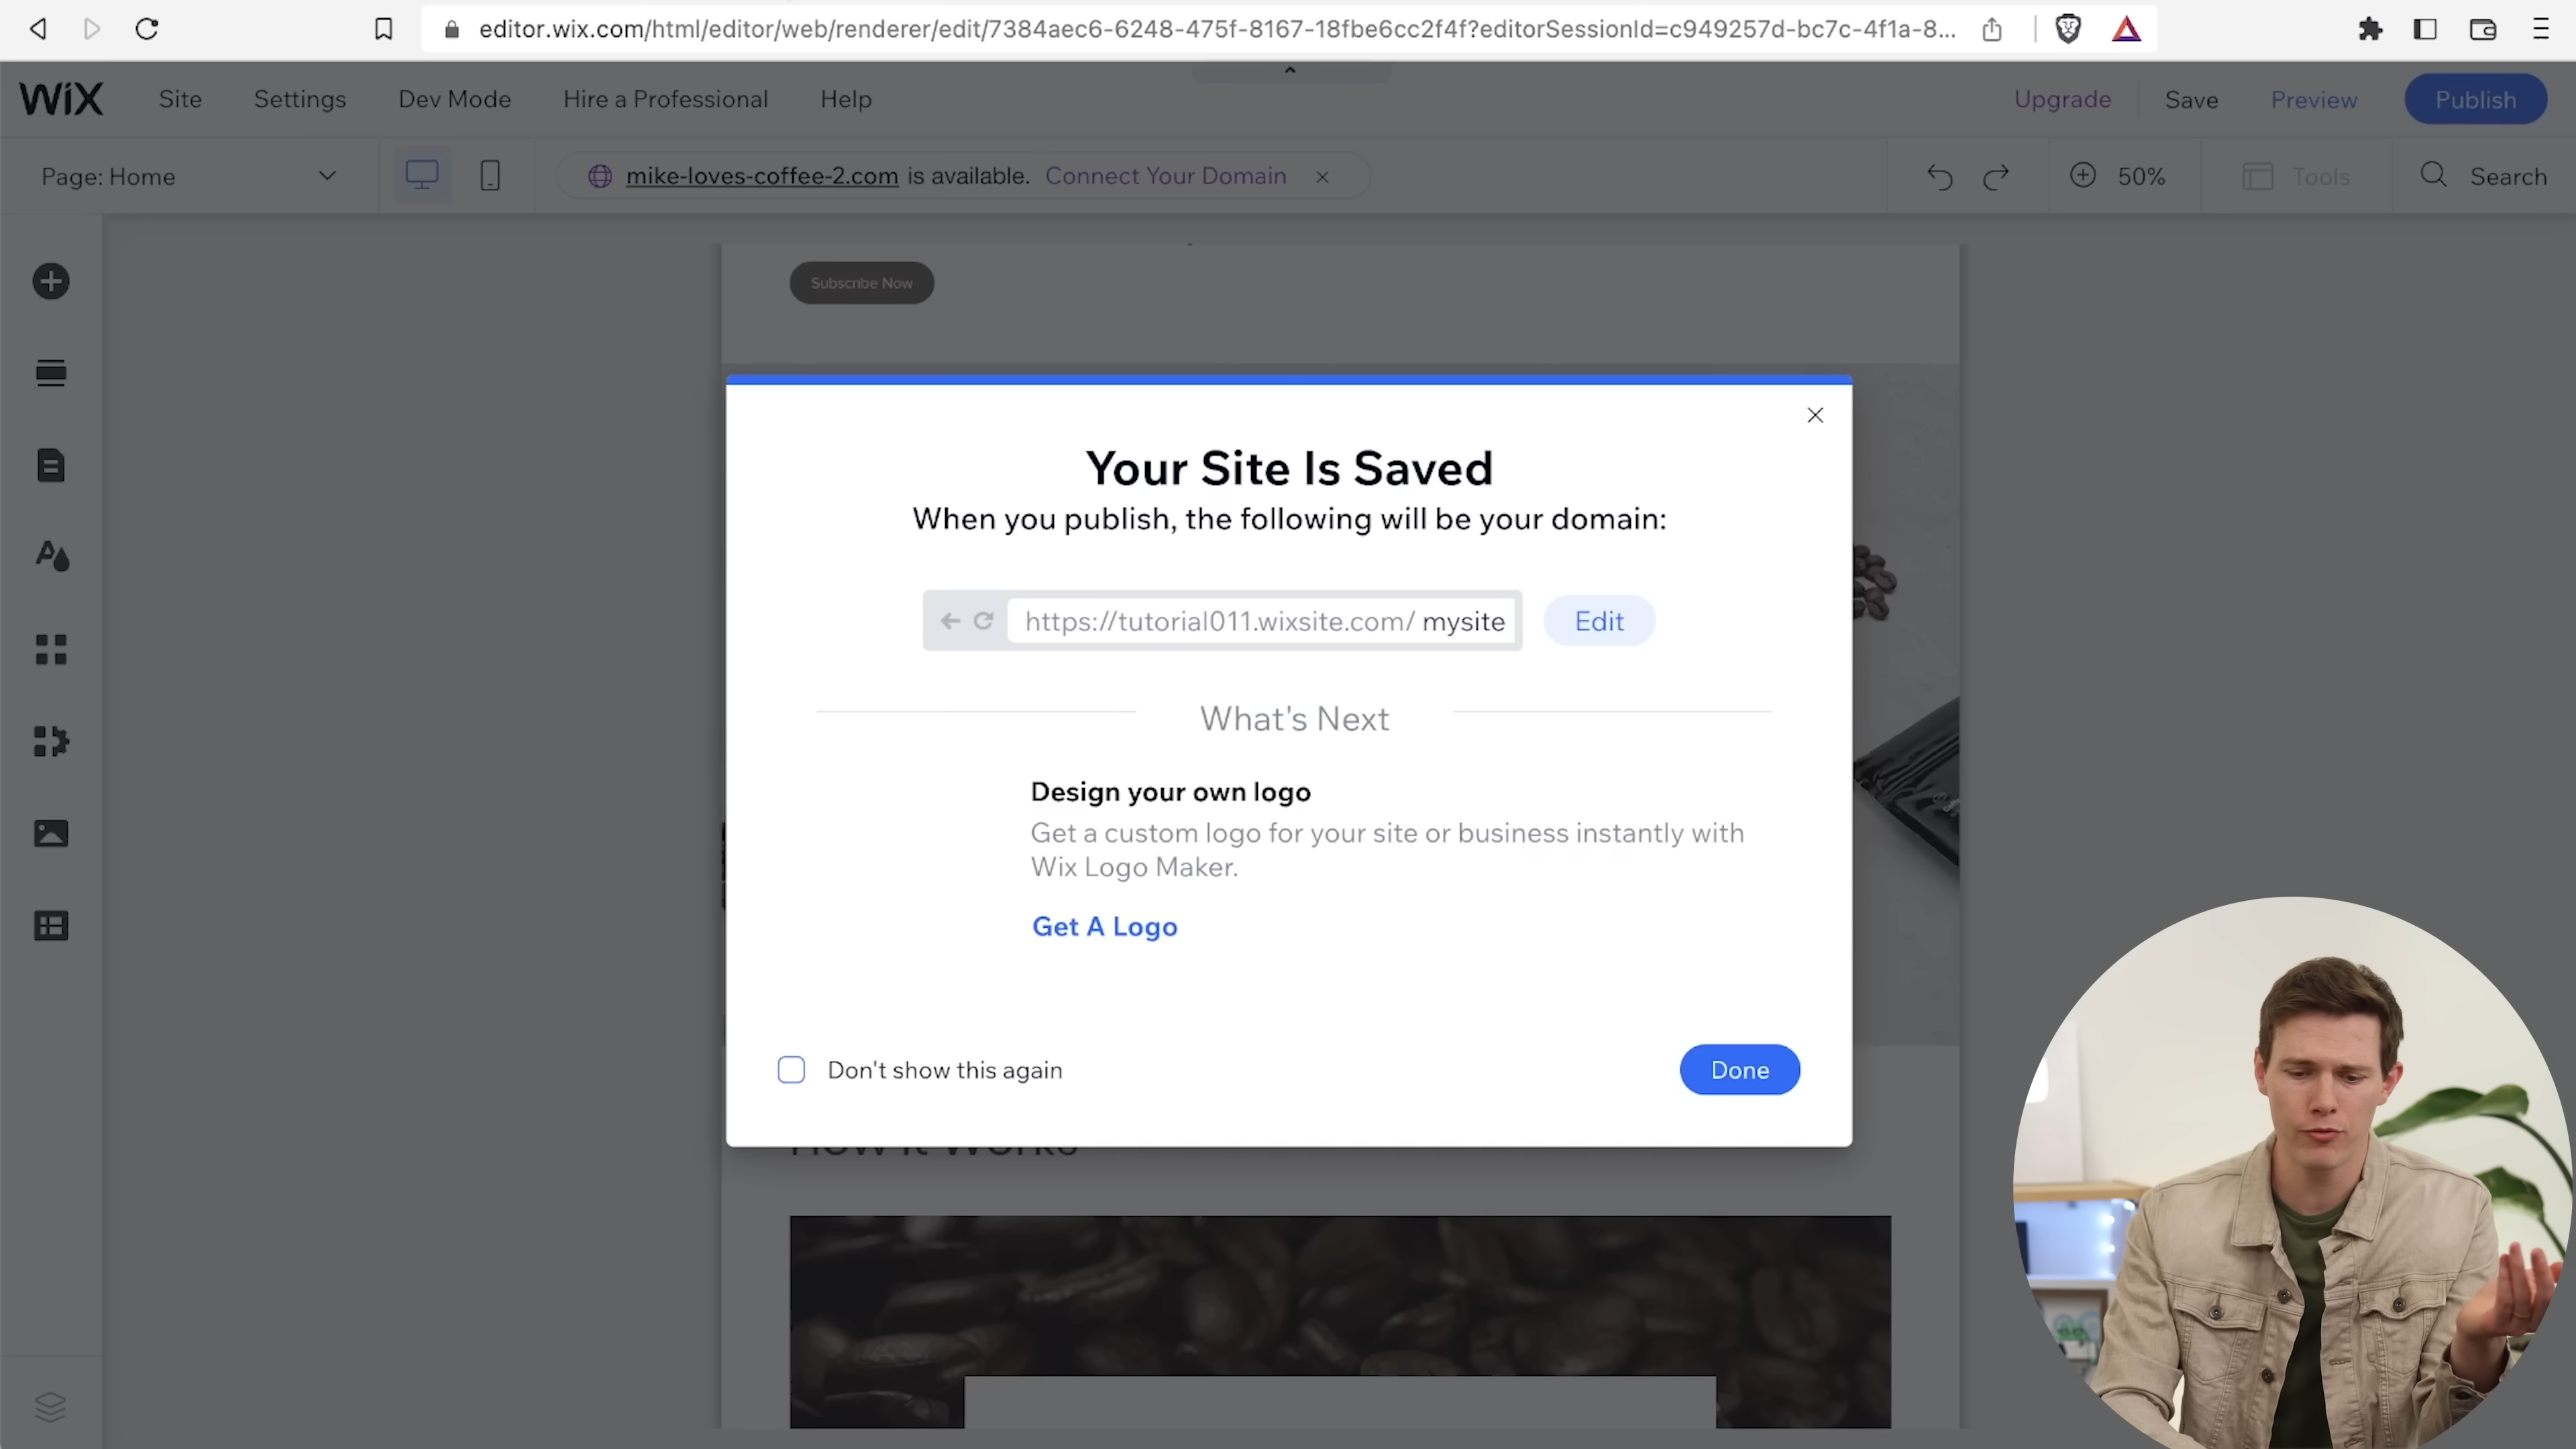 editor.wix.com/html/editor/web/renderer/edit/7384aec6-6248-475f-8167-18fbe6cc2f4f?editorSessionId=c949257d-bc7c-4f1a-8...
WiX
Site
Settings
Dev Mode
Hire a Professional
Help
Upgrade
Save
Preview
Publish
Page: Home
mike-loves-coffee-2.com is available. Connect Your Domain
50%
Tools
Search
Subscribe Now
Your Site Is Saved
When you publish, the following will be your domain:
https://tutorial011.wixsite.com/ mysite
Edit
What's Next
Design your own logo
Get a custom logo for your site or business instantly with
Wix Logo Maker.
Get A Logo
Don't show this again
Done
How It Works